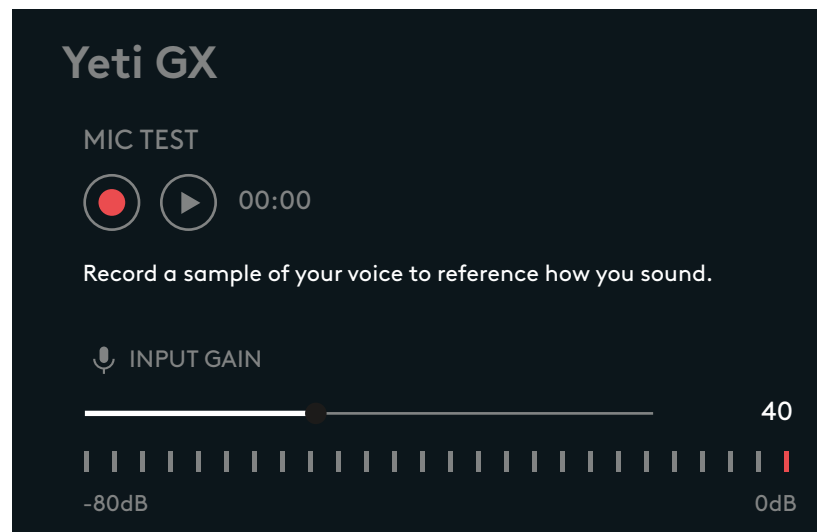 Yeti GX
MIC TEST
00:00
Record a sample of your voice to reference how you sound.
INPUT GAIN
40
-80dB
0dB